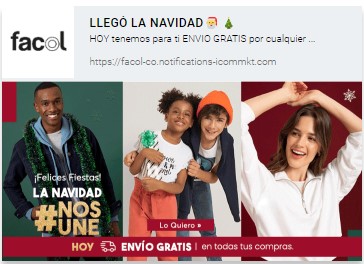 facol
LLEGÓ LA NAVIDAD🎅 🎄
HOY tenemos para ti ENVIO GRATIS por cualquier ...
https://facol-co.notifications-icommkt.com
¡Felices Fiestas!
LA NAVIDAD
#NOS
UNE
Lo Quiero »
HOY ENVÍO GRATIS | en todas tus compras.